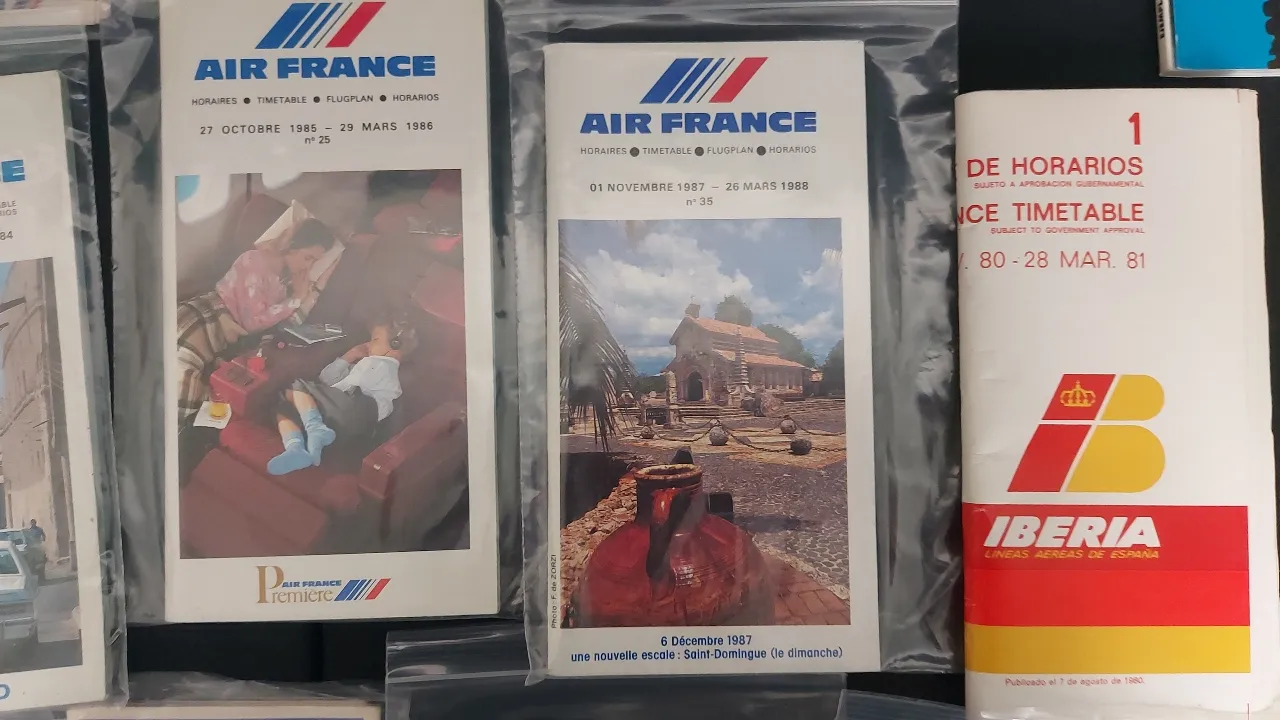 E
84
AIR FRANCE
HORAIRES ● TIMETABLE ● FLUGPLAN ● HORARIOS
27 OCTOBRE 1985 – 29 MARS 1986
n° 25
AIR FRANCE
Première
AIR FRANCE
HORAIRES ● TIMETABLE ● FLUGPLAN ● HORARIOS
01 NOVEMBRE 1987 – 26 MARS 1988
n° 35
Photo : F. de ZORZI
6 Décembre 1987
une nouvelle escale : Saint-Domingue (le dimanche)
1
DE HORARIOS
SUJETO A APROBACION GUBERNAMENTAL
NCE TIMETABLE
SUBJECT TO GOVERNMENT APPROVAL
. 80 - 28 MAR. 81
IBERIA
LINEAS AEREAS DE ESPAÑA
Publicado el 7 de agosto de 1980.